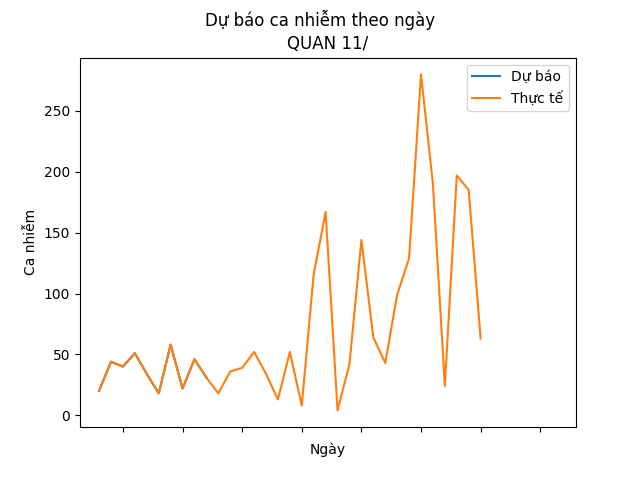 Dự báo ca nhiễm theo ngày
QUAN 11/
Dự báo
Thực tế
250
200
150
100
50
0
Ca nhiễm
Ngày